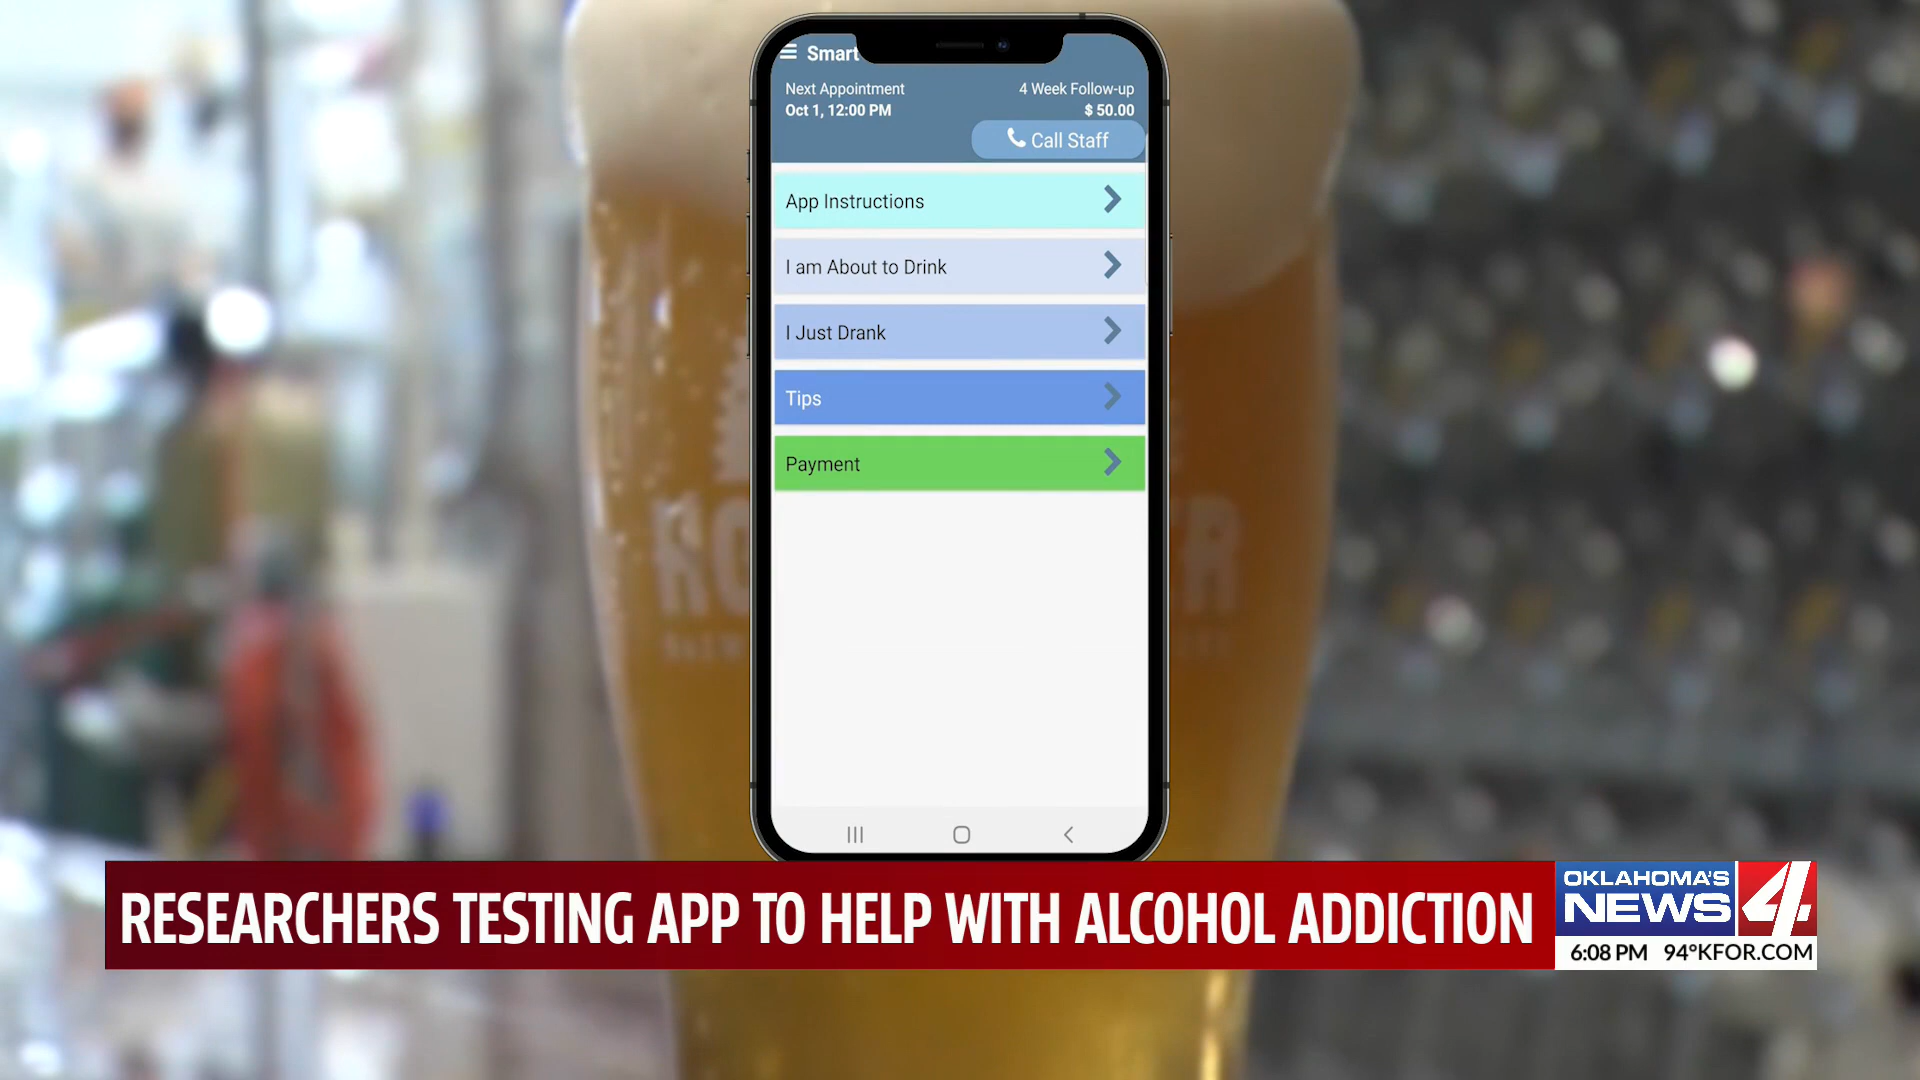 Smart
Next Appointment
4 Week Follow-up
Oct 1, 12:00 PM
$ 50.00
Call Staff
App Instructions
I am About to Drink
I Just Drank
Tips
Payment
RESEARCHERS TESTING APP TO HELP WITH ALCOHOL ADDICTION
OKLAHOMA'S
NEWS 4
6:08 PM 94° KFOR.COM